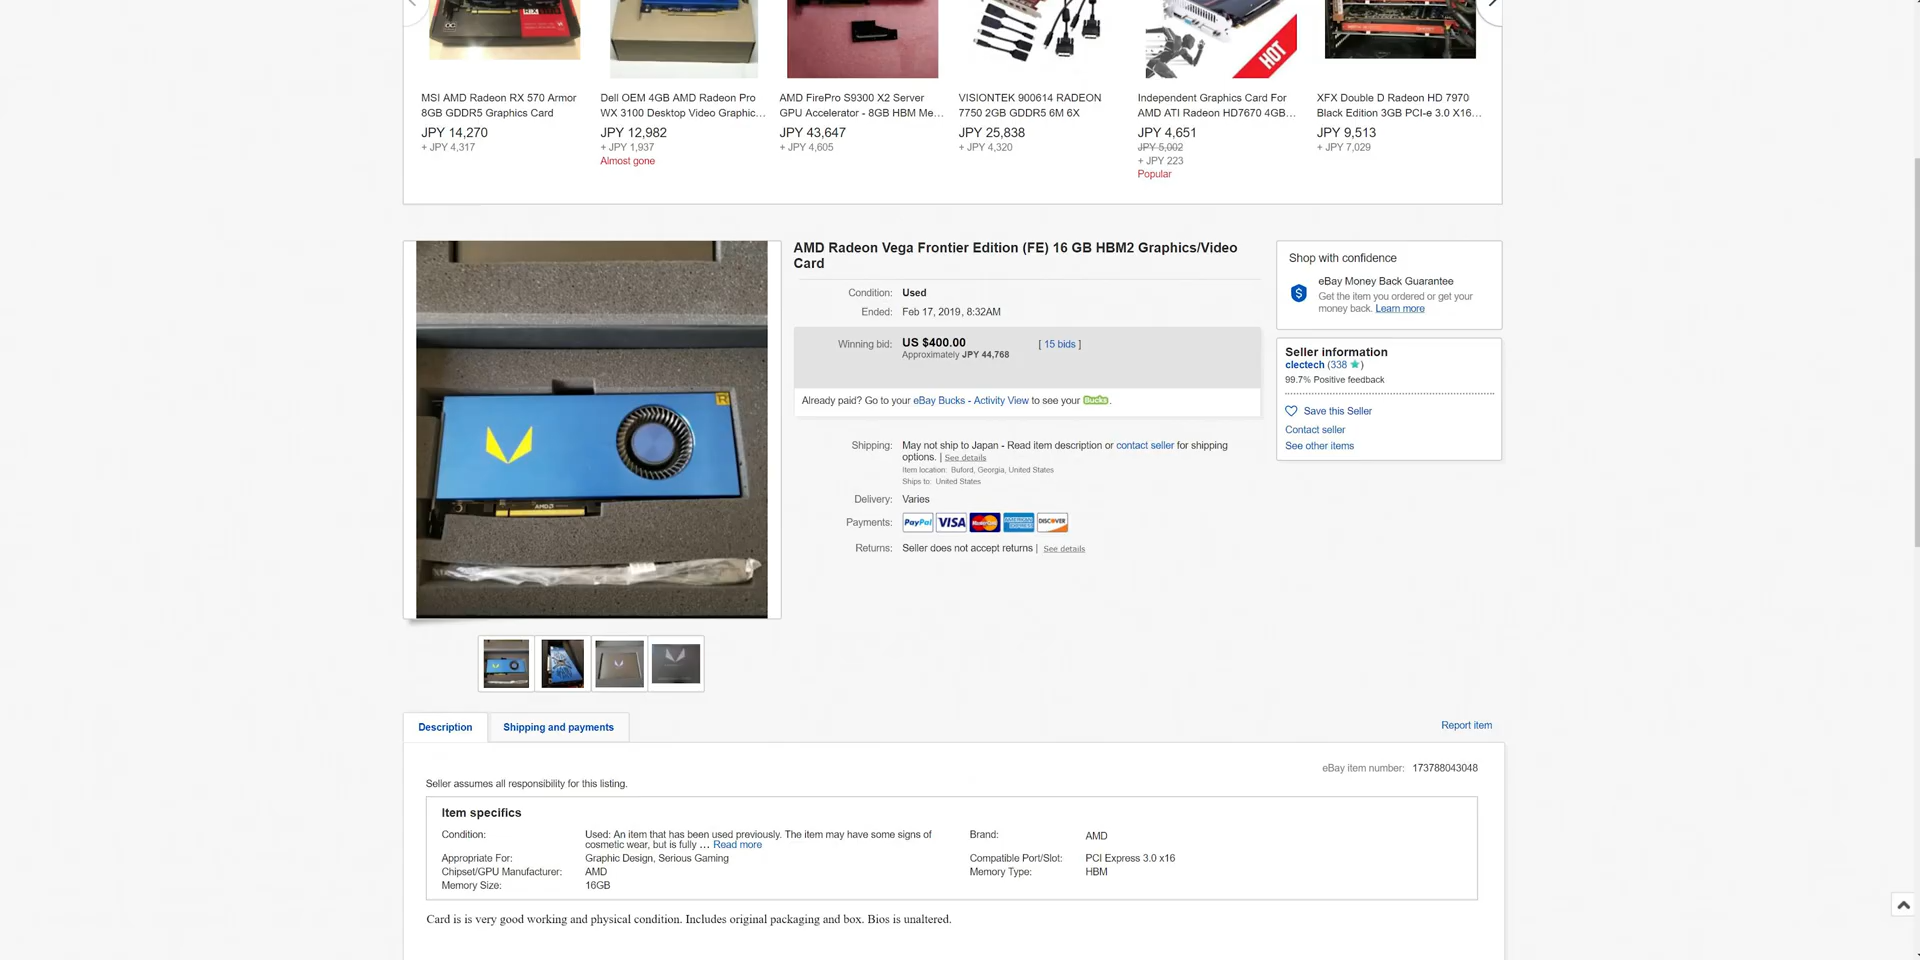 HOT
MSI AMD Radeon RX 570 Armor
8GB GDDR5 Graphics Card
JPY 14,270
+ JPY 4,317
Dell OEM 4GB AMD Radeon Pro
WX 3100 Desktop Video Graphic...
JPY 12,982
+ JPY 1,937
Almost gone
AMD FirePro S9300 X2 Server
GPU Accelerator - 8GB HBM Me...
JPY 43,647
+ JPY 4,605
VISIONTEK 900614 RADEON
7750 2GB GDDR5 6M 6X
JPY 25,838
+ JPY 4,320
Independent Graphics Card For
AMD ATI Radeon HD7670 4GB...
JPY 4,651
JPY 5,002
+ JPY 223
Popular
XFX Double D Radeon HD 7970
Black Edition 3GB PCI-e 3.0 X16...
JPY 9,513
+ JPY 7,029
AMD Radeon Vega Frontier Edition (FE) 16 GB HBM2 Graphics/Video
Card
Condition: Used
Ended: Feb 17, 2019, 8:32AM
Winning bid: US $400.00 [ 15 bids ]
Approximately JPY 44,768
Already paid? Go to your eBay Bucks - Activity View to see your Bucks.
Shipping: May not ship to Japan - Read item description or contact seller for shipping
options. | See details
Item location: Buford, Georgia, United States
Ships to: United States
Delivery: Varies
Payments: PayPal VISA MasterCard AMERICAN EXPRESS DISCOVER
Returns: Seller does not accept returns | See details
Shop with confidence
eBay Money Back Guarantee
Get the item you ordered or get your
money back. Learn more
Seller information
clectech (338 ★)
99.7% Positive feedback
Save this Seller
Contact seller
See other items
AMD
R
Description
Shipping and payments
Report item
eBay item number: 173788043048
Seller assumes all responsibility for this listing.
Item specifics
Condition: Used: An item that has been used previously. The item may have some signs of
cosmetic wear, but is fully ... Read more
Brand: AMD
Appropriate For: Graphic Design, Serious Gaming
Compatible Port/Slot: PCI Express 3.0 x16
Chipset/GPU Manufacturer: AMD
Memory Type: HBM
Memory Size: 16GB
Card is is very good working and physical condition. Includes original packaging and box. Bios is unaltered.